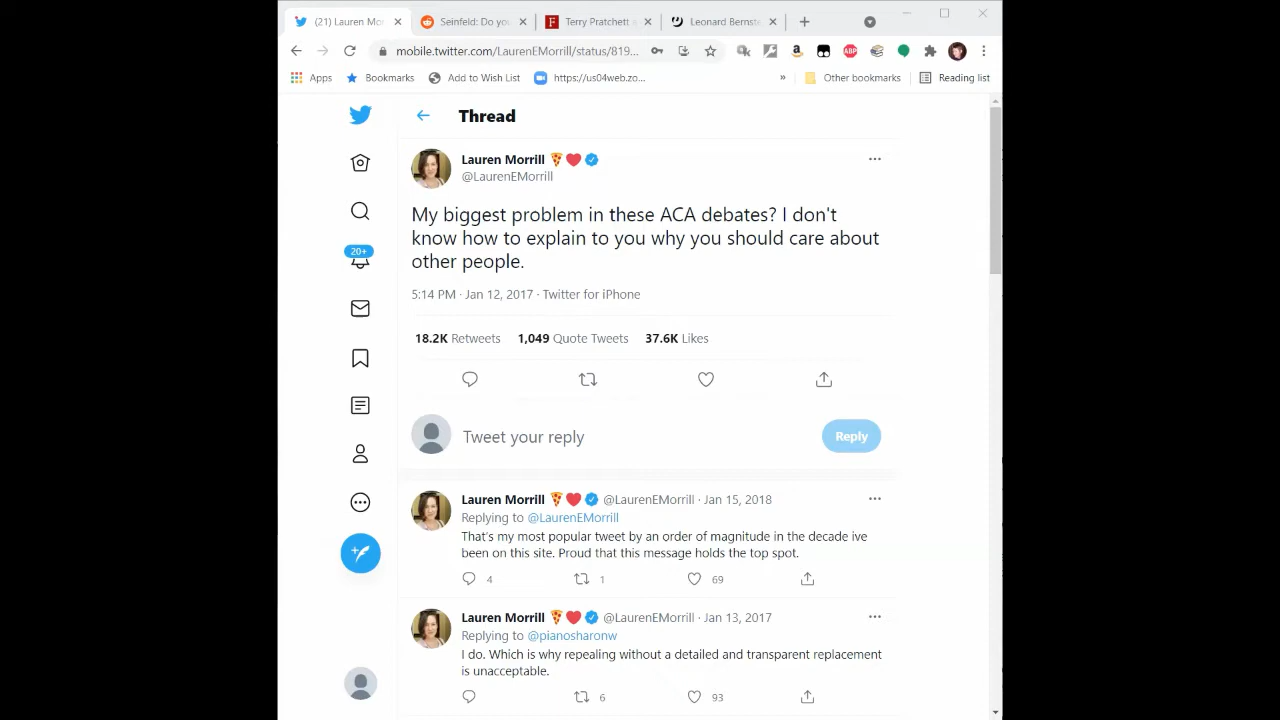 (21) Lauren Mor
Seinfeld: Do you
Terry Pratchett
Leonard Bernste
mobile.twitter.com/LaurenEMorrill/status/819...
Apps
Bookmarks
Add to Wish List
https://us04web.zo...
»
Other bookmarks
Reading list
Thread
Lauren Morrill 🍕❤️
@LaurenEMorrill
My biggest problem in these ACA debates? I don't
know how to explain to you why you should care about
other people.
5:14 PM · Jan 12, 2017 · Twitter for iPhone
18.2K Retweets 1,049 Quote Tweets 37.6K Likes
20+
Tweet your reply
Reply
Lauren Morrill 🍕❤️ @LaurenEMorrill · Jan 15, 2018
Replying to @LaurenEMorrill
That's my most popular tweet by an order of magnitude in the decade ive
been on this site. Proud that this message holds the top spot.
4 1 69
Lauren Morrill 🍕❤️ @LaurenEMorrill · Jan 13, 2017
Replying to @pianosharonw
I do. Which is why repealing without a detailed and transparent replacement
is unacceptable.
6 93
ABP